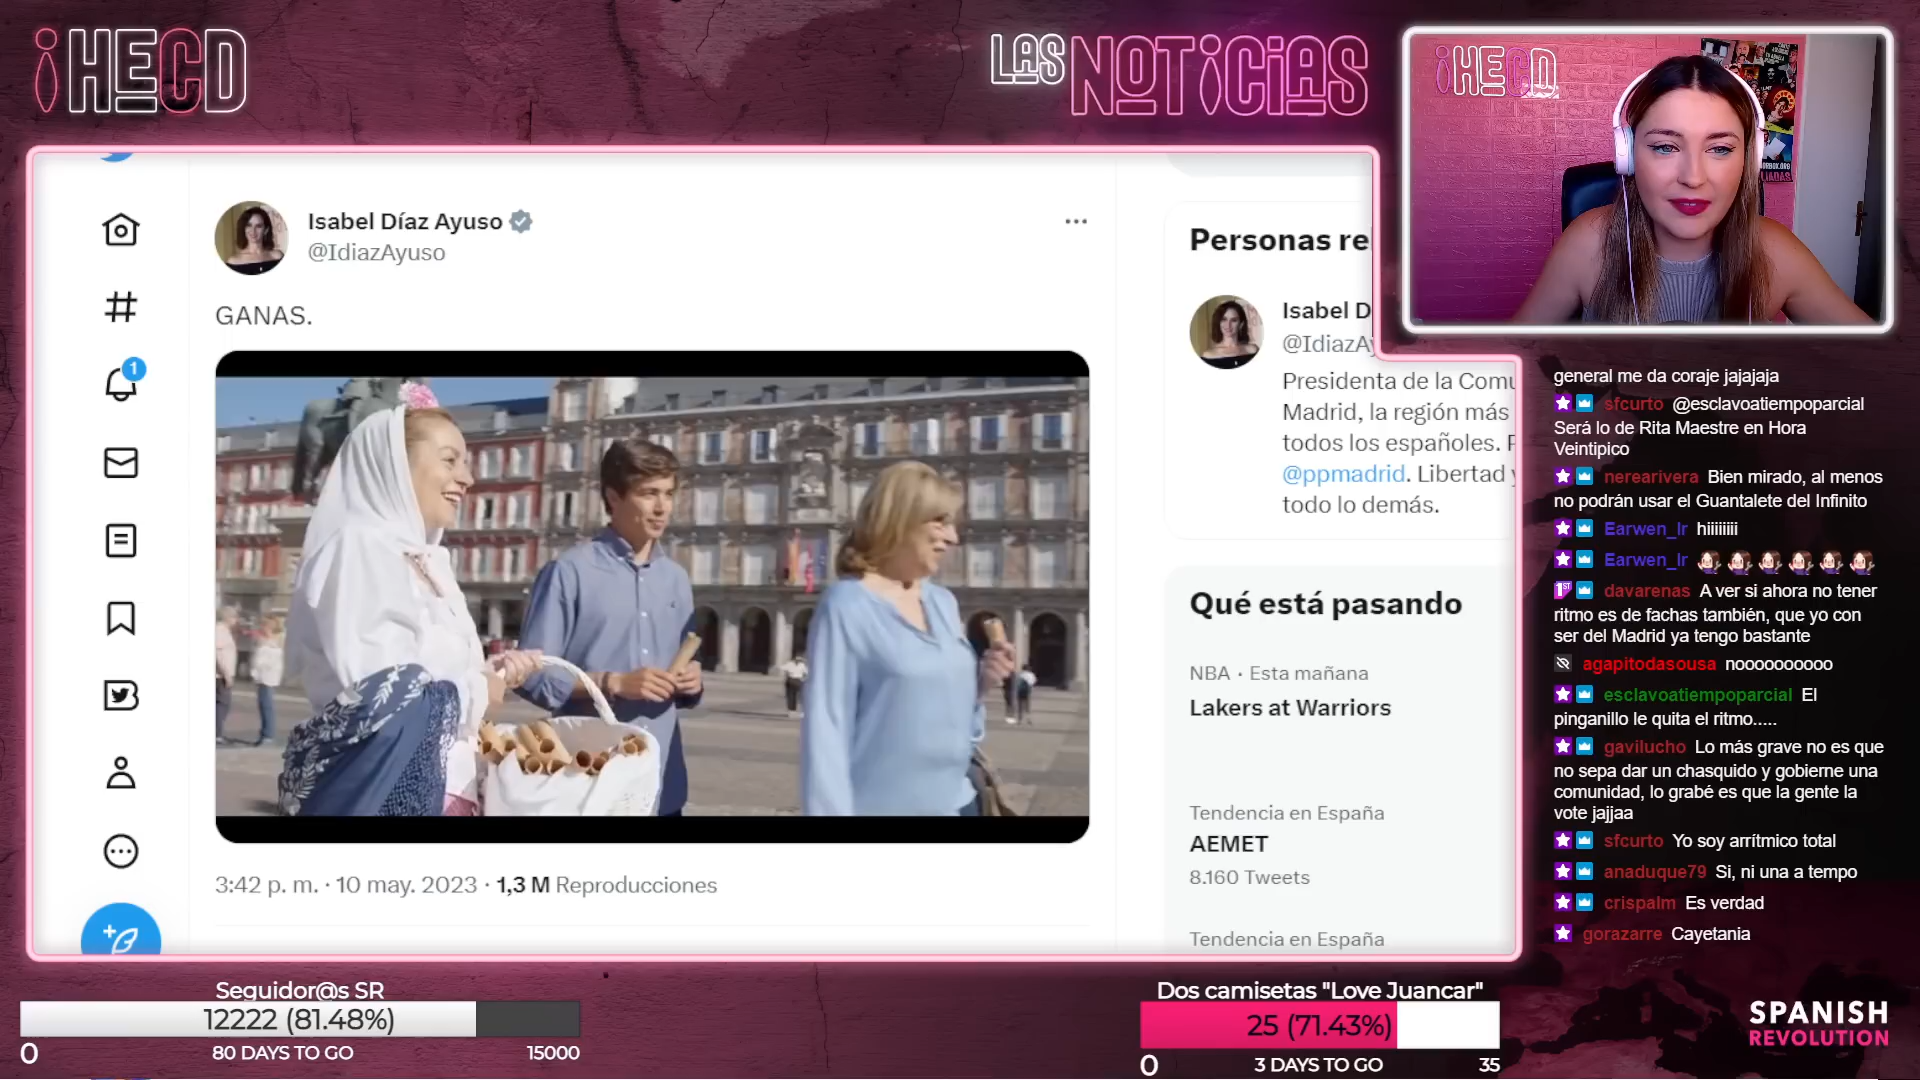 ¡HECD
LAS NOTICIAS
¡HECD
Isabel Díaz Ayuso
@IdiazAyuso
GANAS.
3:42 p. m. · 10 may. 2023 · 1,3 M Reproducciones
1
Personas re
Isabel D
@IdiazAy
Presidenta de la Comu
Madrid, la región más
todos los españoles. P
@ppmadrid. Libertad y
todo lo demás.
Qué está pasando
NBA · Esta mañana
Lakers at Warriors
Tendencia en España
AEMET
8.160 Tweets
Tendencia en España
general me da coraje jajajaja
sfcurto @esclavoatiempoparcial
Será lo de Rita Maestre en Hora
Veintipico
nerearivera Bien mirado, al menos
no podrán usar el Guantalete del Infinito
Earwen_lr hiiiiiiii
Earwen_lr
1ST davarenas A ver si ahora no tener
ritmo es de fachas también, que yo con
ser del Madrid ya tengo bastante
agapitodasousa noooooooooo
esclavoatiempoparcial El
pinganillo le quita el ritmo.....
gavilucho Lo más grave no es que
no sepa dar un chasquido y gobierne una
comunidad, lo grabé es que la gente la
vote jajjaa
sfcurto Yo soy arrítmico total
anaduque79 Si, ni una a tempo
crispalm Es verdad
gorazarre Cayetania
Seguidor@s SR
12222 (81.48%)
0 80 DAYS TO GO 15000
Dos camisetas "Love Juancar"
25 (71.43%)
0 3 DAYS TO GO 35
SPANISH
REVOLUTION